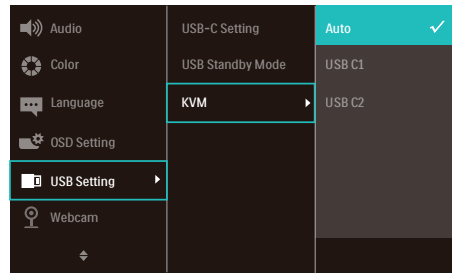 Audio
Color
Language
OSD Setting
USB Setting
Webcam
USB-C Setting
USB Standby Mode
KVM
Auto
USB C1
USB C2